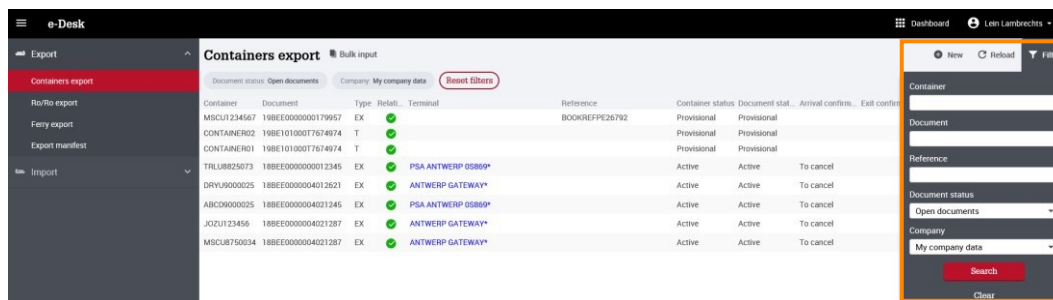 e-Desk
Dashboard
Lein Lambrechts
Export
Containers export
Ro/Ro export
Ferry export
Export manifest
Import
Containers export Bulk input
Document status: Open documents Company: My company data Reset filters
Container Document Type Relati... Terminal Reference Container status Document stat... Arrival confirm... Exit confirm
MSCU1234567 19BEE0000000179957 EX BOOKREFPE26792 Provisional Provisional
CONTAINER02 19BE101000T7674974 T Provisional Provisional
CONTAINER01 19BE101000T7674974 T Provisional Provisional
TRLU8825073 18BEE0000000012345 EX PSA ANTWERP 0S869* Active Active To cancel
DRYU9000025 18BEE0000004012621 EX ANTWERP GATEWAY* Active Active To cancel
ABCD9000025 18BEE0000004021245 EX PSA ANTWERP 0S869* Active Active To cancel
JOZU123456 18BEE0000004021287 EX ANTWERP GATEWAY* Active Active To cancel
MSCU8750034 18BEE0000004021287 EX ANTWERP GATEWAY* Active Active To cancel
New Reload Filt
Container
Document
Reference
Document status
Open documents
Company
My company data
Search
Clear